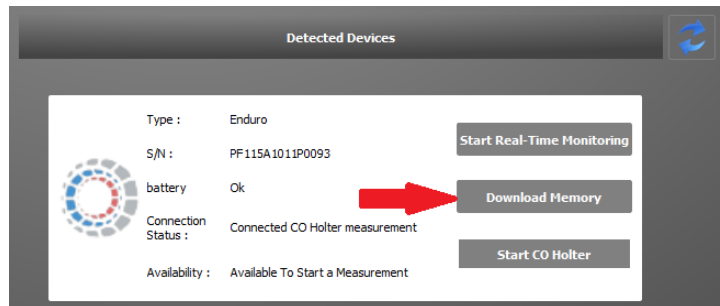 Detected Devices
Type : Enduro
Start Real-Time Monitoring
S/N : PF115A1011P0093
battery Ok
Download Memory
Connection
Status : Connected CO Holter measurement
Start CO Holter
Availability : Available To Start a Measurement